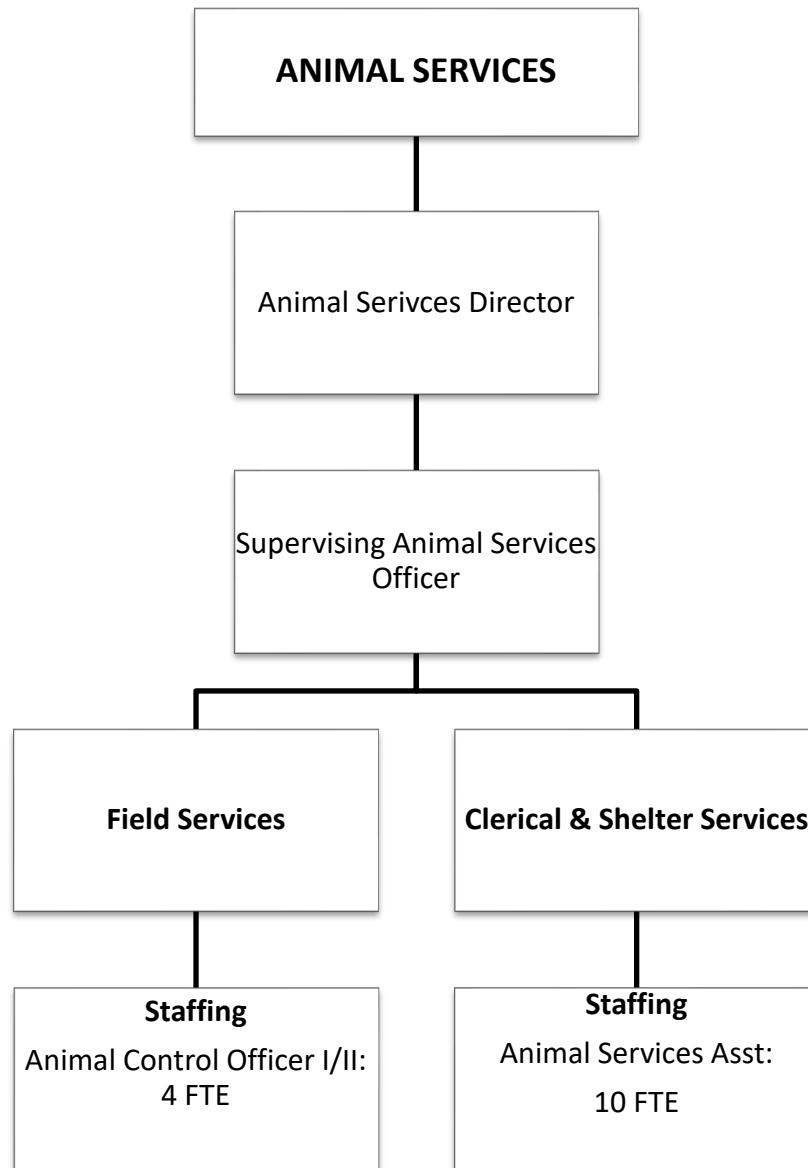 ANIMAL SERVICES
Animal Serivces Director
Supervising Animal Services
Officer
Field Services
Clerical & Shelter Services
Staffing
Animal Control Officer I/II:
4 FTE
Staffing
Animal Services Asst:
10 FTE